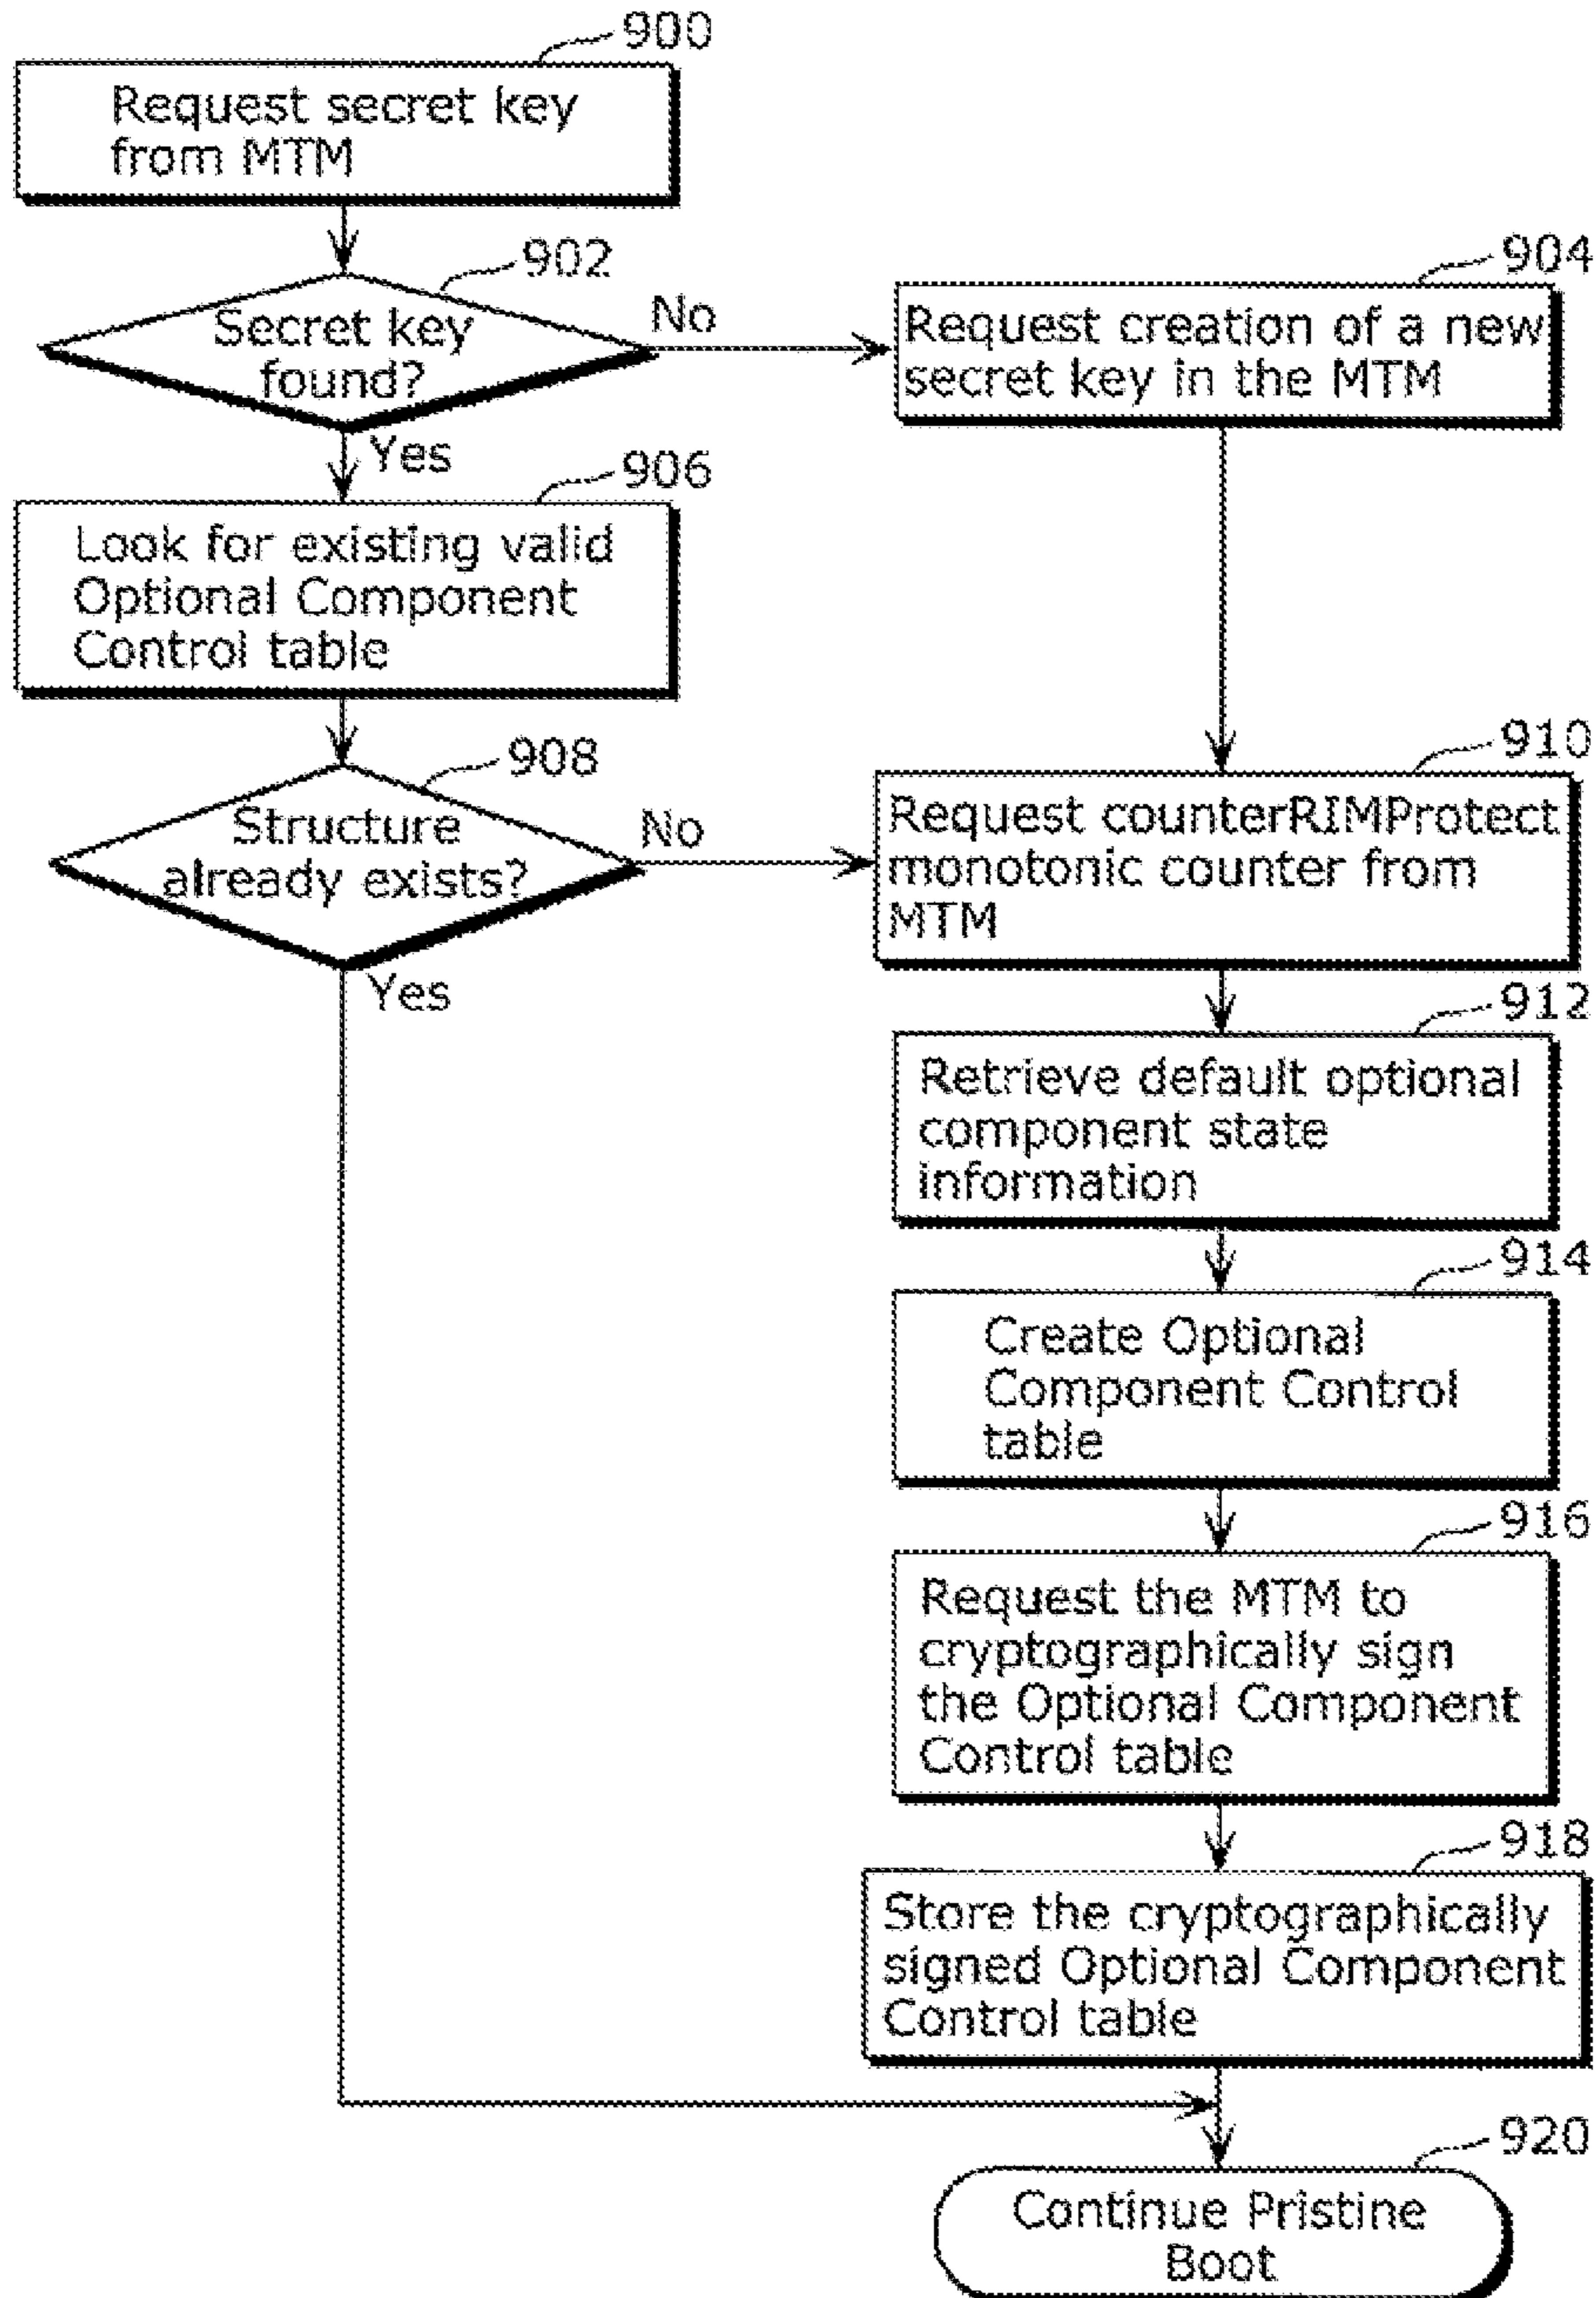 900
Request secret key
from MTM
902
Secret key
found?
No
Yes
904
Request creation of a new
secret key in the MTM
906
Look for existing valid
Optional Component
Control table
908
Structure
already exists?
No
Yes
910
Request counterRIMProtect
monotonic counter from
MTM
912
Retrieve default optional
component state
information
914
Create Optional
Component Control
table
916
Request the MTM to
cryptographically sign
the Optional Component
Control table
918
Store the cryptographically
signed Optional Component
Control table
920
Continue Pristine
Boot